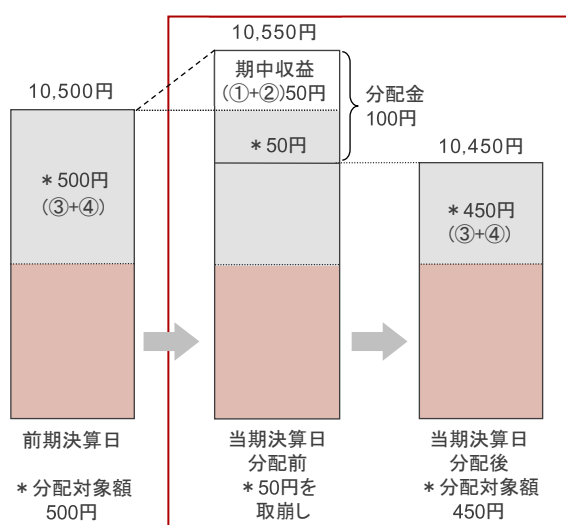 10,550円
10,500円
期中収益
(①+②)50円
分配金
100円
＊50円
10,450円
＊500円
(③+④)
＊450円
(③+④)
前期決算日
＊分配対象額
500円
当期決算日
分配前
＊50円を
取崩し
当期決算日
分配後
＊分配対象額
450円